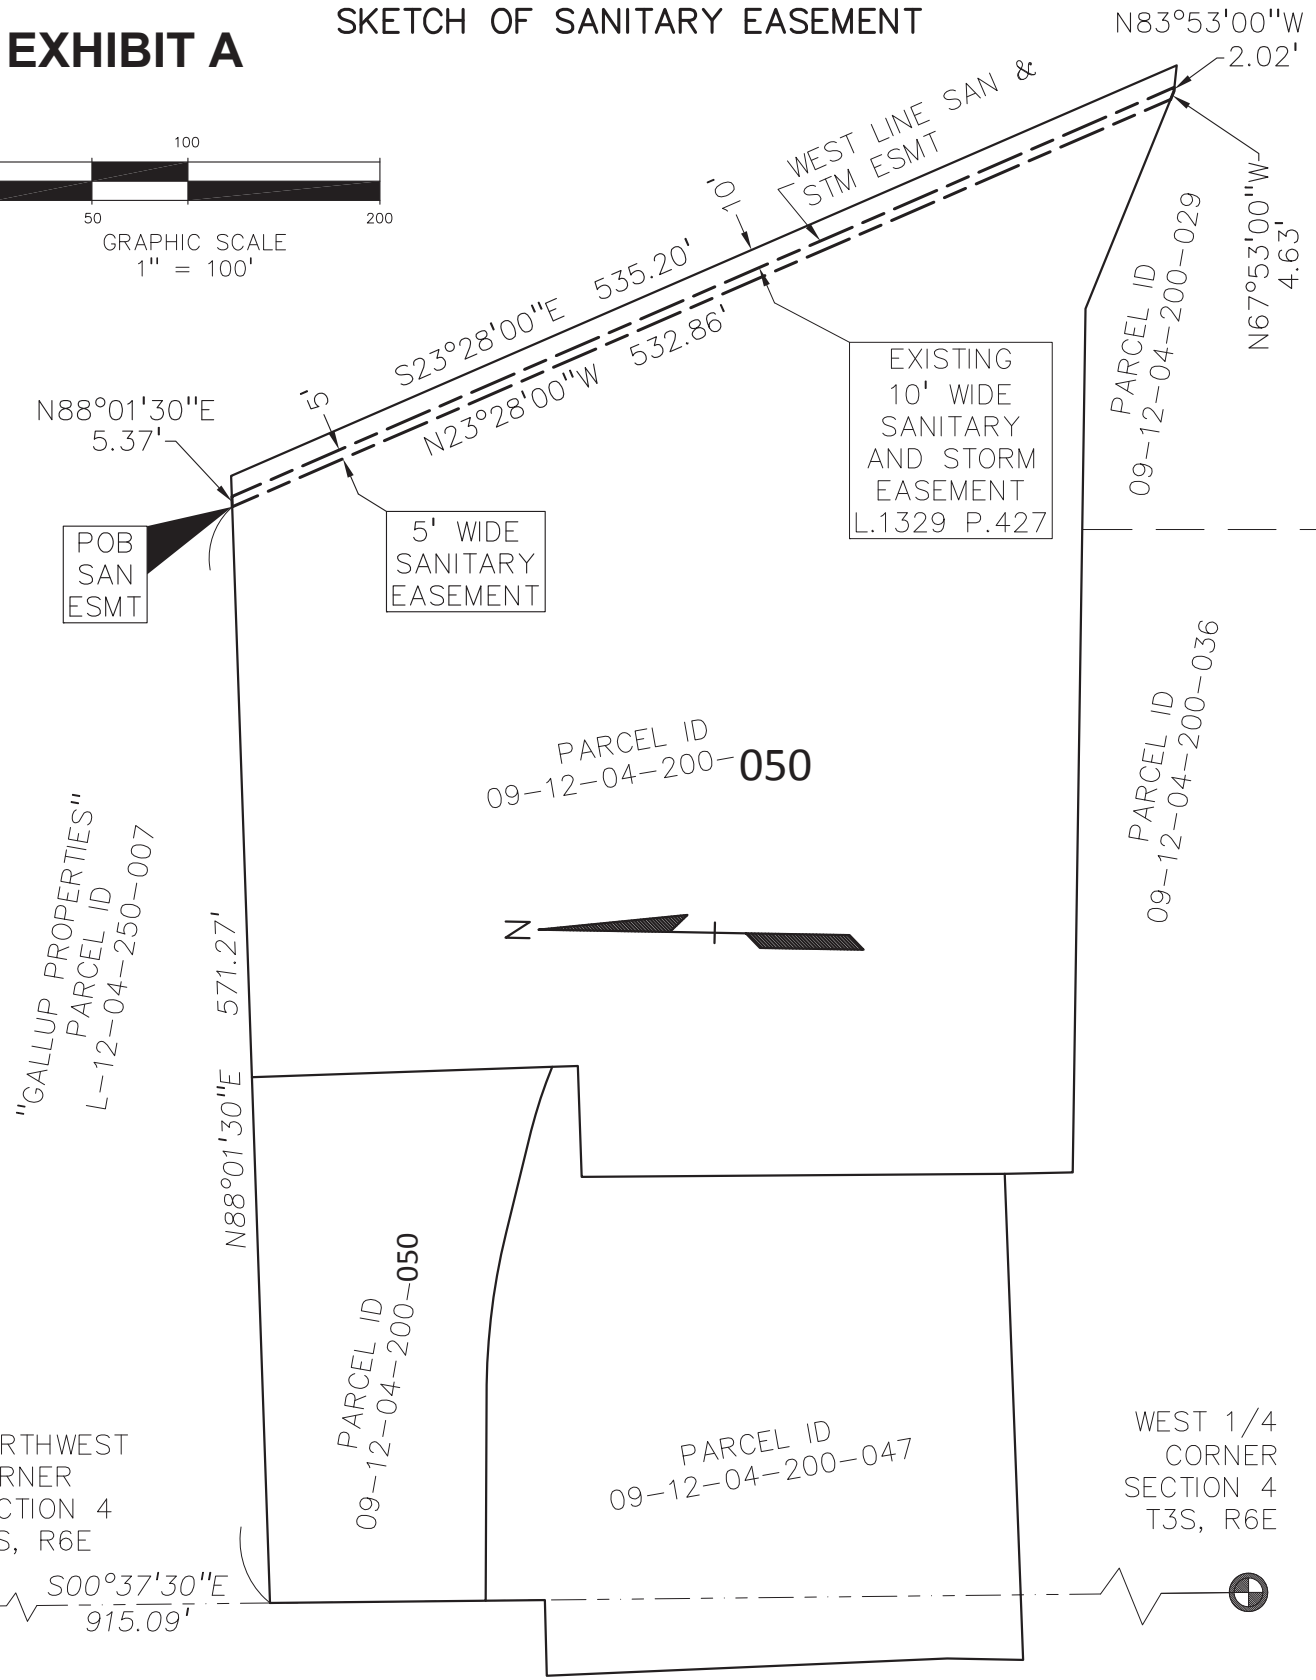 SKETCH OF SANITARY EASEMENT
EXHIBIT A
N83°53'00"W
2.02'
100
50
200
GRAPHIC SCALE
1" = 100'
WEST LINE SAN &
STM ESMT
10'
S23°28'00"E 535.20'
N23°28'00"W 532.86'
N67°53'00"W
4.63'
PARCEL ID
09-12-04-200-029
N88°01'30"E
5.37'
5'
EXISTING
10' WIDE
SANITARY
AND STORM
EASEMENT
L.1329 P.427
POB
SAN
ESMT
5' WIDE
SANITARY
EASEMENT
PARCEL ID
09-12-04-200-050
PARCEL ID
09-12-04-200-036
"GALLUP PROPERTIES"
PARCEL ID
L-12-04-250-007
N
N88°01'30"E 571.27'
PARCEL ID
09-12-04-200-050
PARCEL ID
09-12-04-200-047
RTHWEST
RNER
CTION 4
S, R6E
WEST 1/4
CORNER
SECTION 4
T3S, R6E
S00°37'30"E
915.09'